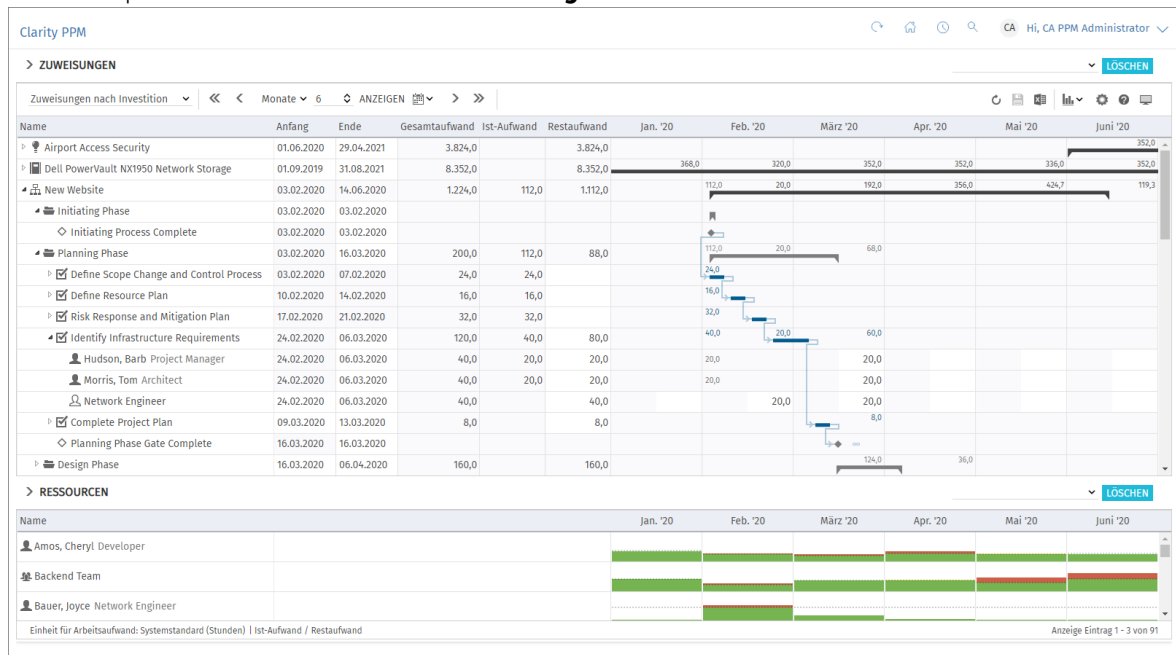 Clarity PPM CA Hi, CA PPM Administrator
ZUWEISUNGEN LÖSCHEN
Zuweisungen nach Investition Monate 6 ANZEIGEN
Name Anfang Ende Gesamtaufwand Ist-Aufwand Restaufwand Jan. '20 Feb. '20 März '20 Apr. '20 Mai '20 Juni '20
Airport Access Security 01.06.2020 29.04.2021 3.824,0 3.824,0 352,0
Dell PowerVault NX1950 Network Storage 01.09.2019 31.08.2021 8.352,0 8.352,0 368,0 320,0 352,0 352,0 336,0 352,0
New Website 03.02.2020 14.06.2020 1.224,0 112,0 1.112,0 112,0 20,0 192,0 356,0 424,7 119,3
Initiating Phase 03.02.2020 03.02.2020
Initiating Process Complete 03.02.2020 03.02.2020
Planning Phase 03.02.2020 16.03.2020 200,0 112,0 88,0 112,0 20,0 68,0
Define Scope Change and Control Process 03.02.2020 07.02.2020 24,0 24,0 24,0
Define Resource Plan 10.02.2020 14.02.2020 16,0 16,0 16,0
Risk Response and Mitigation Plan 17.02.2020 21.02.2020 32,0 32,0 32,0
Identify Infrastructure Requirements 24.02.2020 06.03.2020 120,0 40,0 80,0 40,0 20,0 60,0
Hudson, Barb Project Manager 24.02.2020 06.03.2020 40,0 20,0 20,0 20,0 20,0
Morris, Tom Architect 24.02.2020 06.03.2020 40,0 20,0 20,0 20,0 20,0
Network Engineer 24.02.2020 06.03.2020 40,0 40,0 20,0 20,0
Complete Project Plan 09.03.2020 13.03.2020 8,0 8,0 8,0
Planning Phase Gate Complete 16.03.2020 16.03.2020
Design Phase 16.03.2020 06.04.2020 160,0 160,0 124,0 36,0
RESSOURCEN LÖSCHEN
Name Jan. '20 Feb. '20 März '20 Apr. '20 Mai '20 Juni '20
Amos, Cheryl Developer
Backend Team
Bauer, Joyce Network Engineer
Einheit für Arbeitsaufwand: Systemstandard (Stunden) | Ist-Aufwand / Restaufwand Anzeige Eintrag 1 - 3 von 91